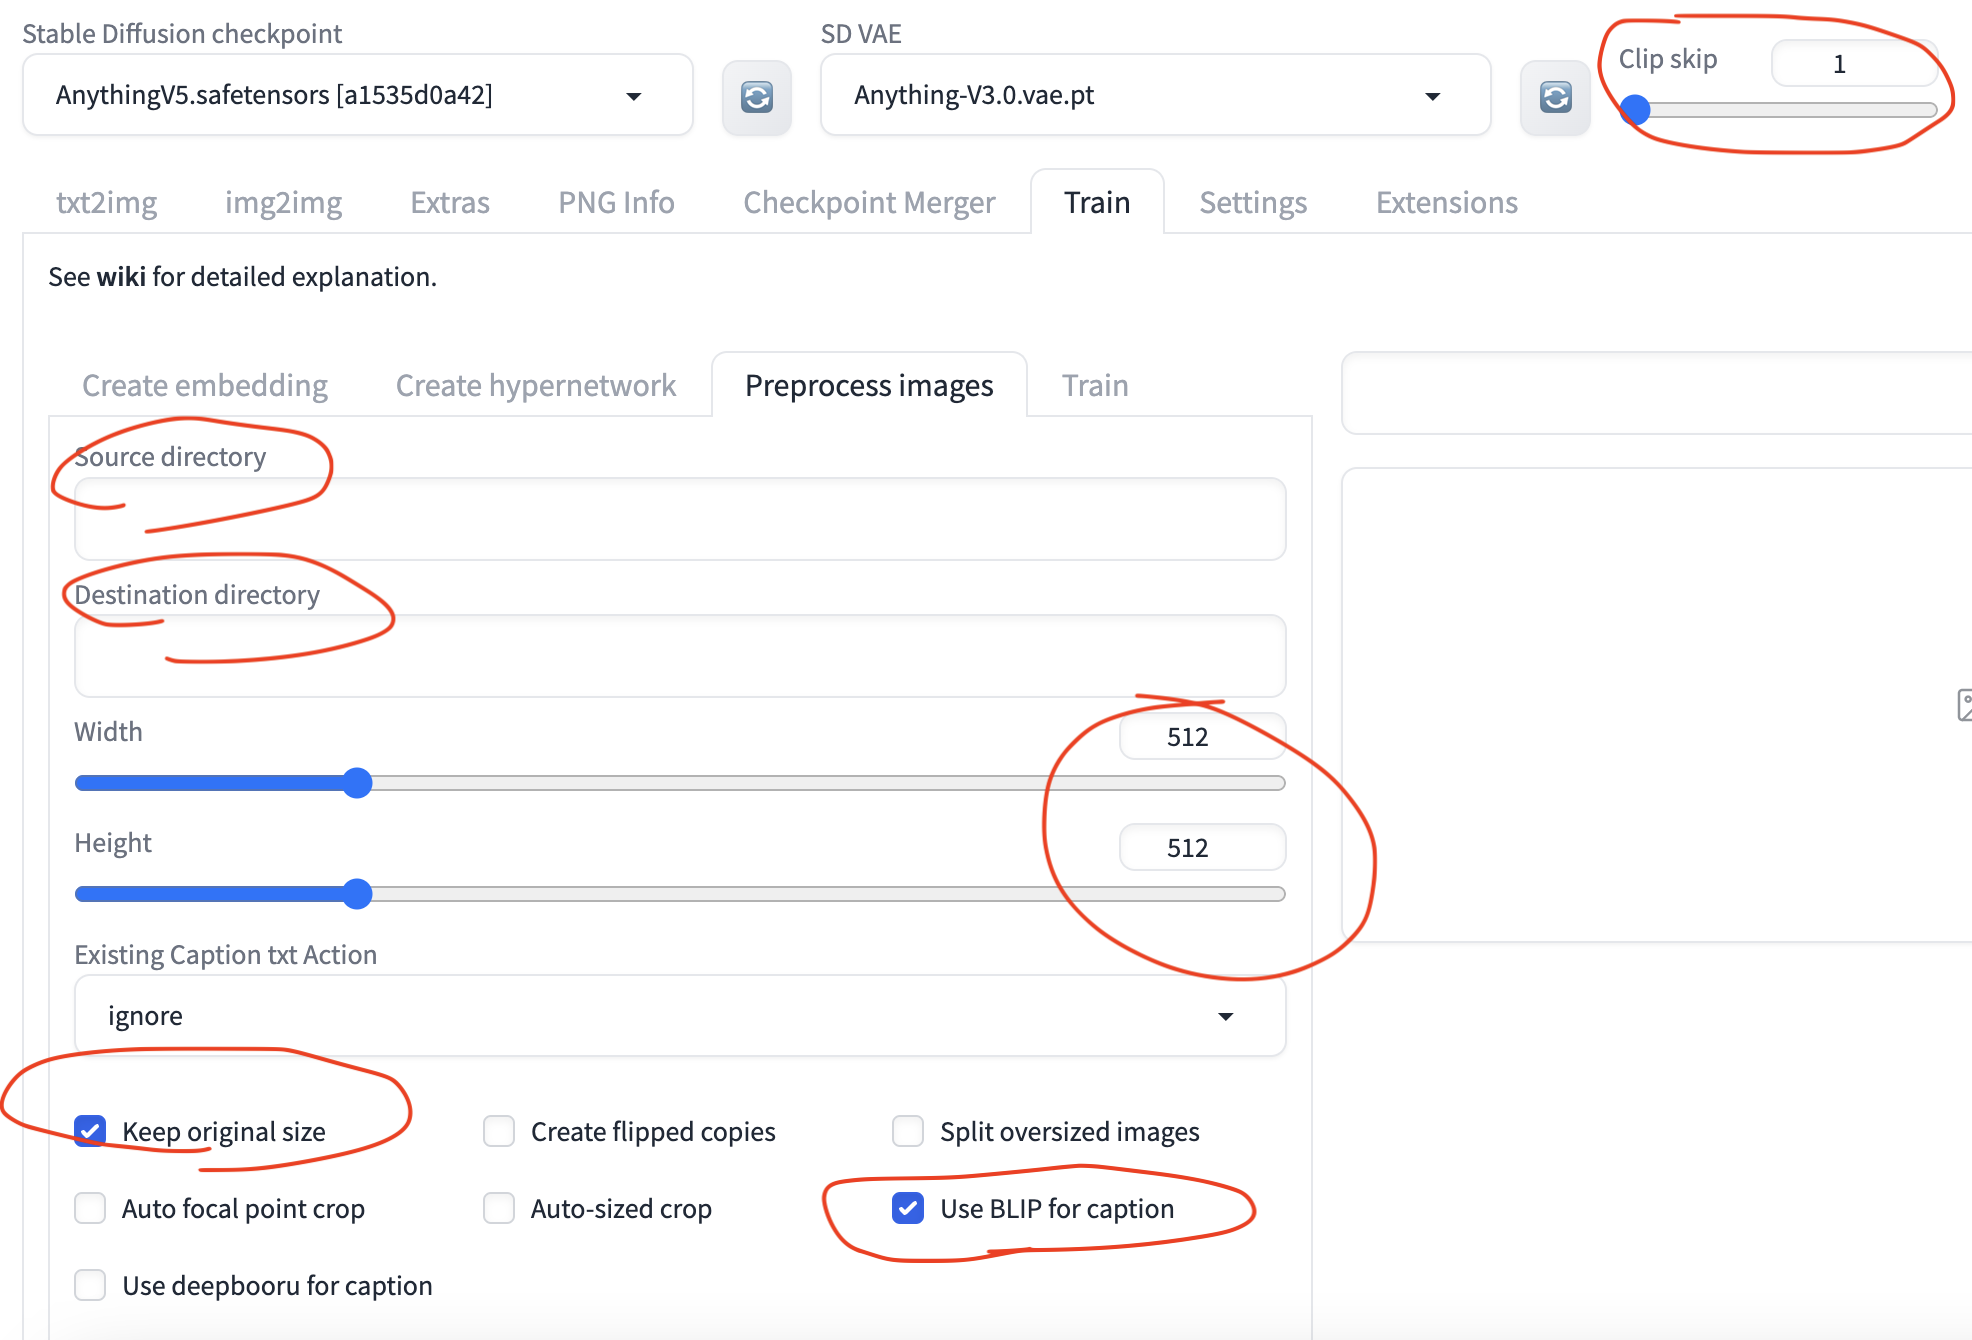 Stable Diffusion checkpoint
SD VAE
Clip skip
1
AnythingV5.safetensors [a1535d0a42]
Anything-V3.0.vae.pt
txt2img
img2img
Extras
PNG Info
Checkpoint Merger
Train
Settings
Extensions
See wiki for detailed explanation.
Create embedding
Create hypernetwork
Preprocess images
Train
Source directory
Destination directory
Width
512
Height
512
Existing Caption txt Action
ignore
Keep original size
Create flipped copies
Split oversized images
Auto focal point crop
Auto-sized crop
Use BLIP for caption
Use deepbooru for caption